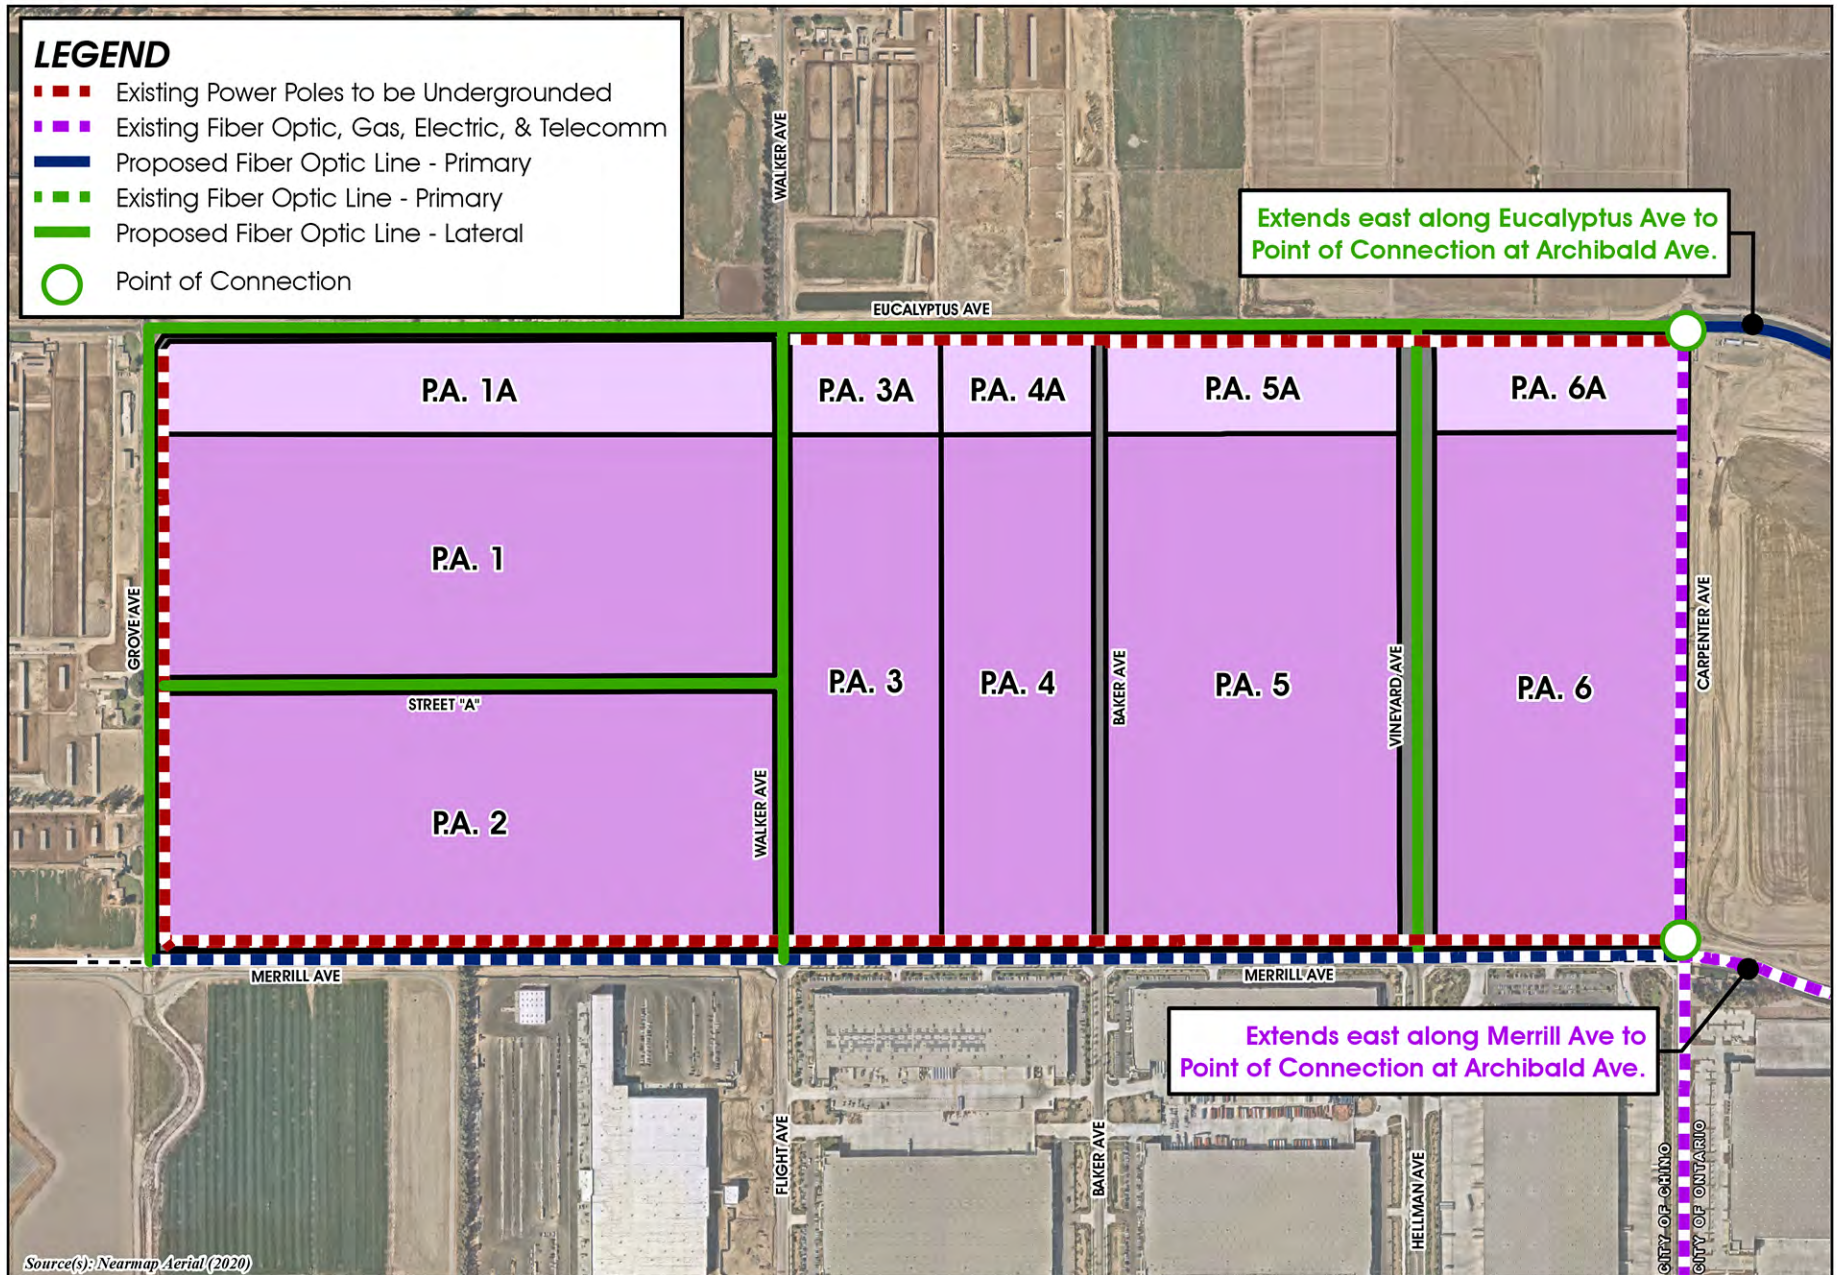 LEGEND
Existing Power Poles to be Undergrounded
Existing Fiber Optic, Gas, Electric, & Telecomm
Proposed Fiber Optic Line - Primary
Existing Fiber Optic Line - Primary
Proposed Fiber Optic Line - Lateral
Point of Connection
WALKER AVE
Extends east along Eucalyptus Ave to
Point of Connection at Archibald Ave.
EUCALYPTUS AVE
P.A. 1A
P.A. 3A
P.A. 4A
P.A. 5A
P.A. 6A
P.A. 1
GROVE AVE
STREET "A"
P.A. 3
P.A. 4
BAKER AVE
P.A. 5
VINEYARD AVE
P.A. 6
CARPENTER AVE
P.A. 2
WALKER AVE
MERRILL AVE
MERRILL AVE
Extends east along Merrill Ave to
Point of Connection at Archibald Ave.
FLIGHT AVE
BAKER AVE
HELLMAN AVE
CITY OF CHINO
CITY OF ONTARIO
Source(s): Nearmap Aerial (2020)